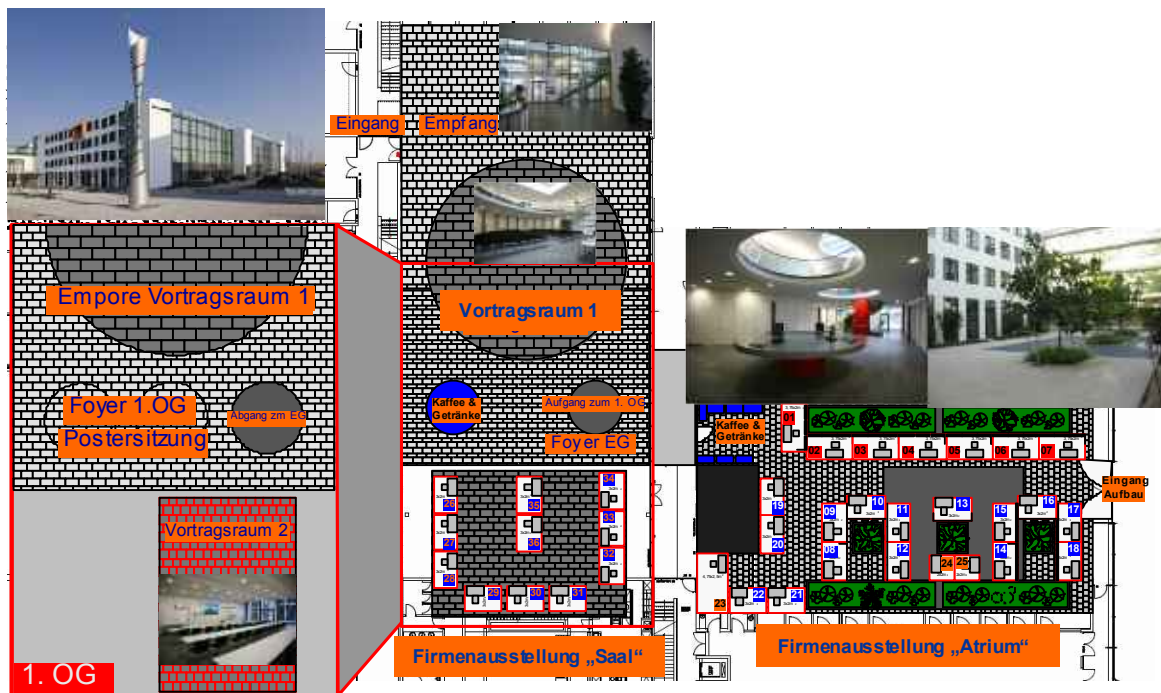 Eingang
Empfang
Empore Vortragsraum 1
Vortragsraum 1
Foyer 1.OG
Postersitzung
Abgang zm EG
Kaffee &
Getränke
Aufgang zum 1. OG
Foyer EG
Kaffee &
Getränke
01
02
03
04
05
06
07
Eingang
Aufbau
Vortragsraum 2
26
27
28
29
30
31
32
33
34
35
36
19
20
09
08
10
11
12
13
24
25
15
14
16
17
18
23
22
21
Firmenausstellung „Saal“
Firmenausstellung „Atrium“
1. OG